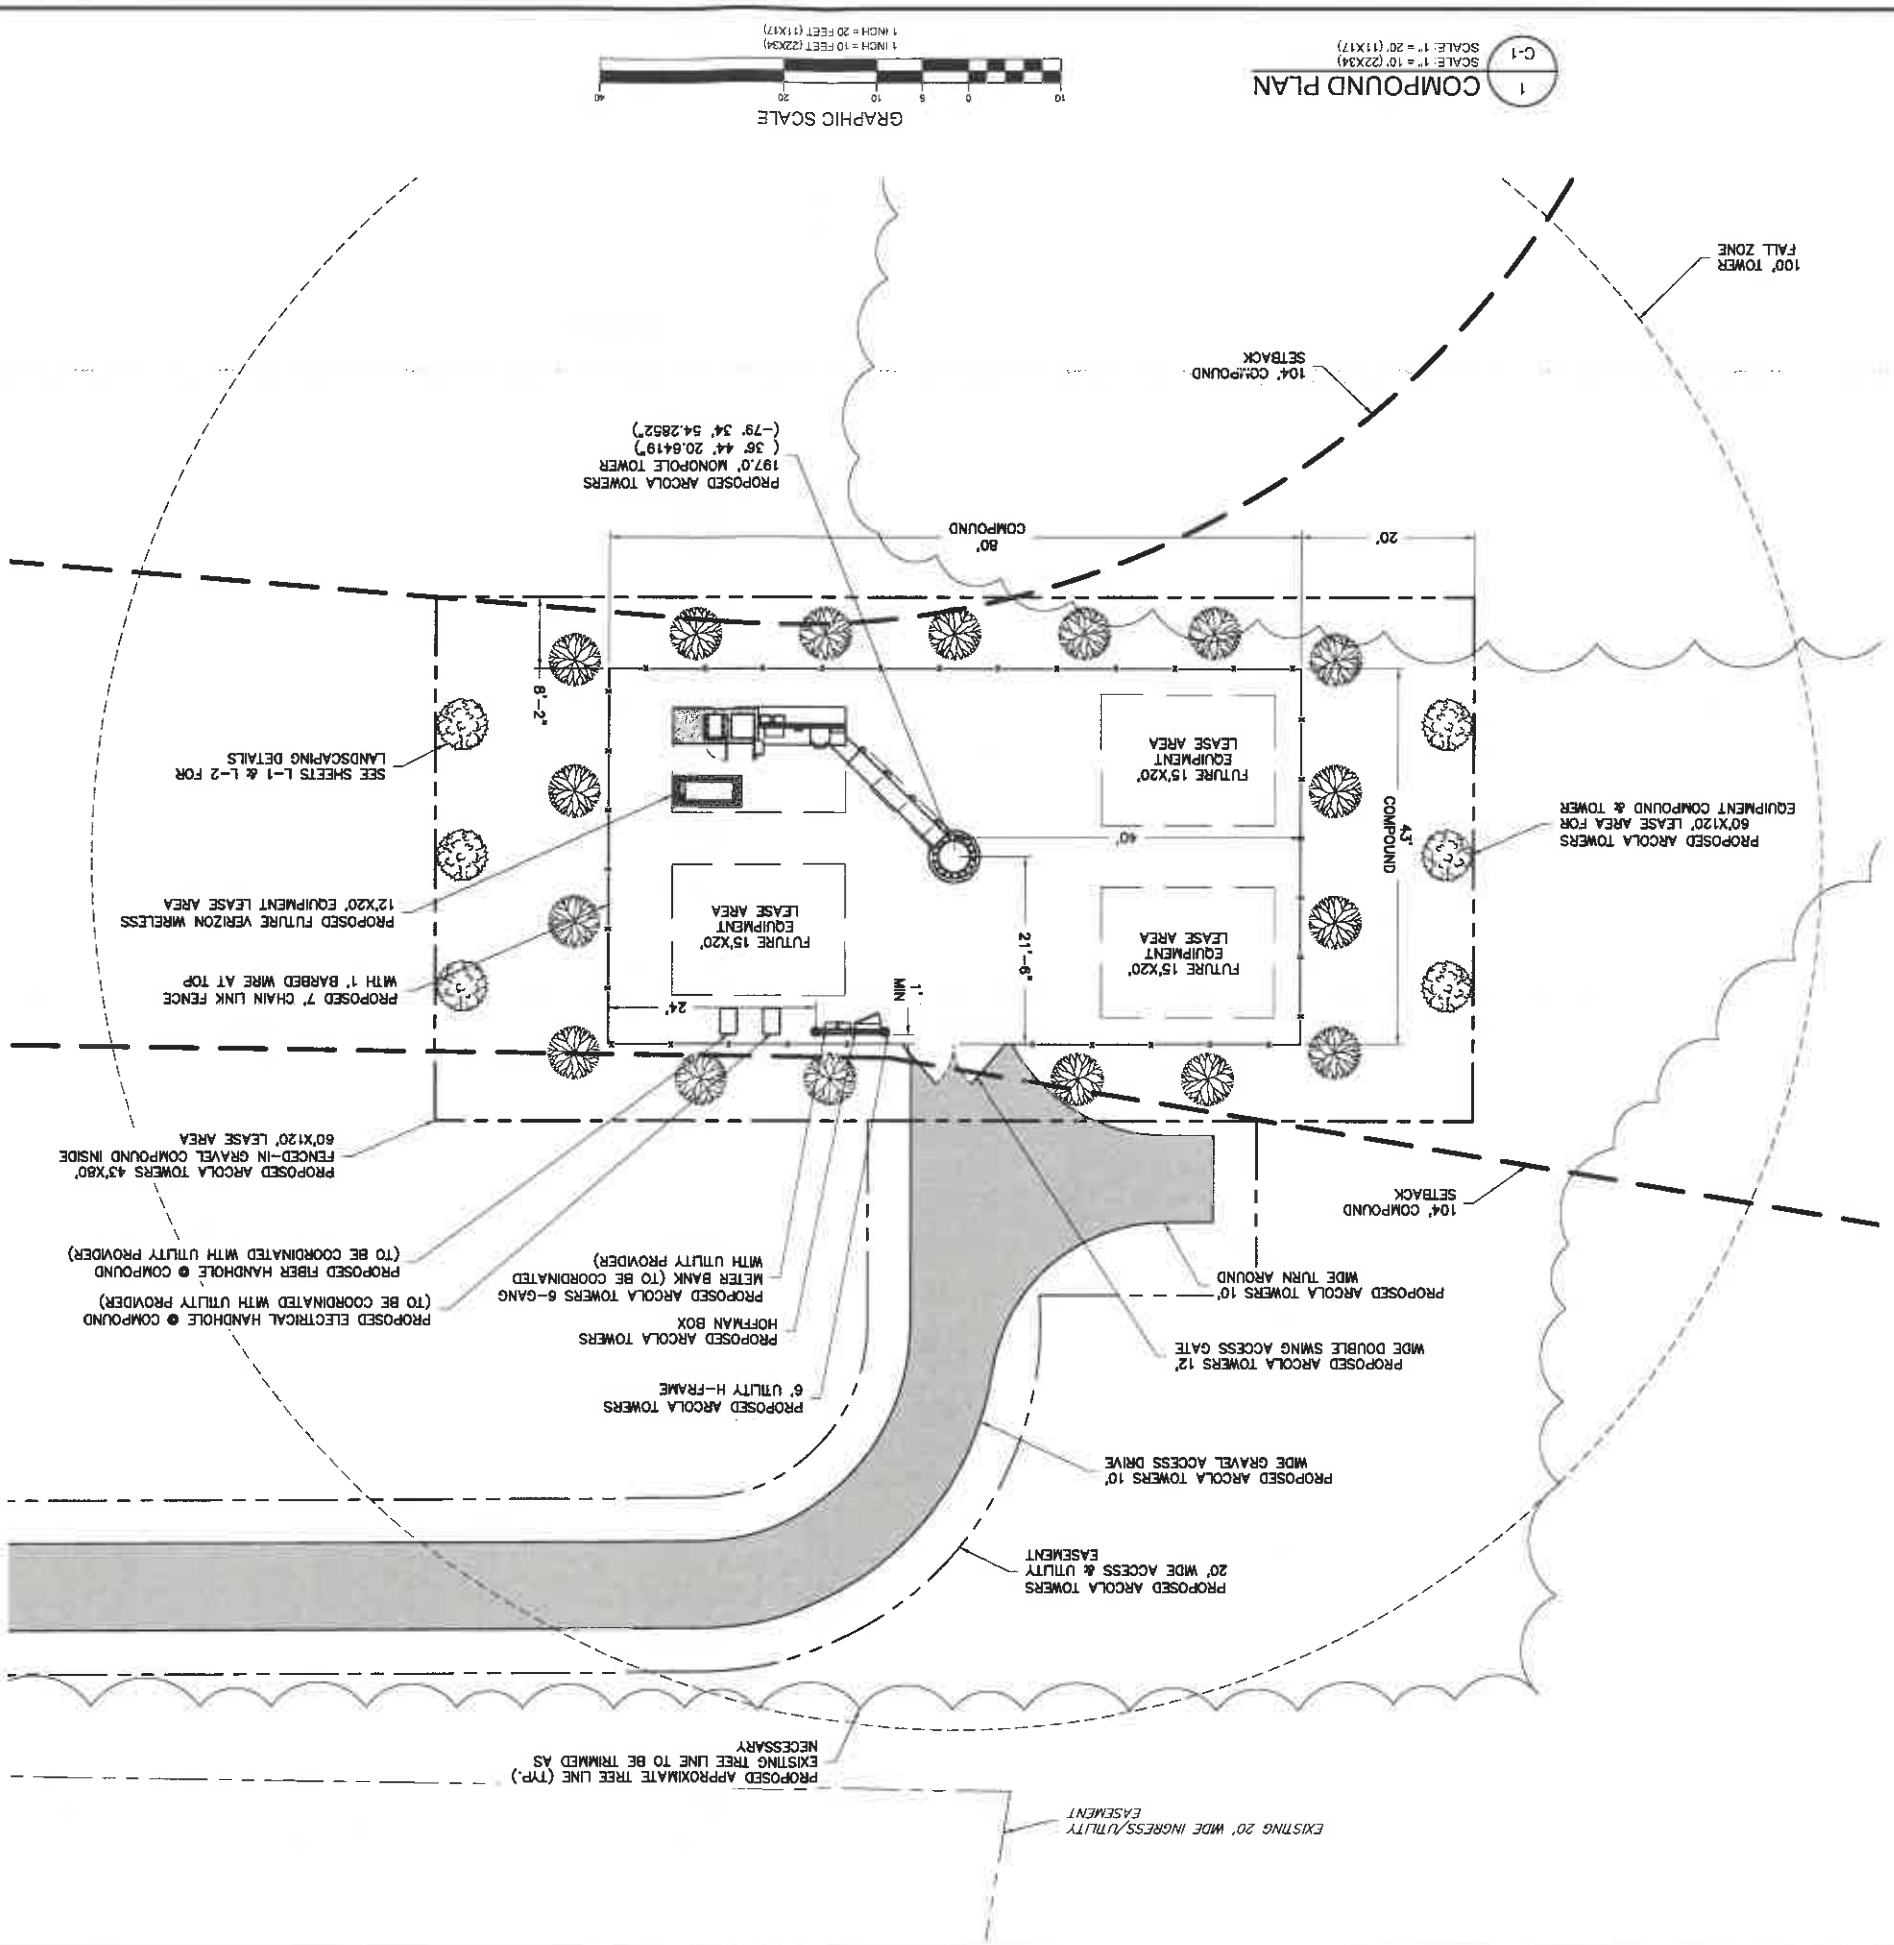 EXISTING 20' WIDE INGRESS/UTILITY
EASEMENT
PROPOSED APPROXIMATE TREE LINE (TYP.)
EXISTING TREE LINE TO BE TRIMMED AS
NECESSARY
PROPOSED ARCOLA TOWERS
20' WIDE ACCESS & UTILITY
EASEMENT
PROPOSED ARCOLA TOWERS 10'
WIDE GRAVEL ACCESS DRIVE
PROPOSED ARCOLA TOWERS 12'
WIDE DOUBLE SWING ACCESS GATE
PROPOSED ARCOLA TOWERS 10'
WIDE TURN AROUND
104' COMPOUND
SETBACK
PROPOSED ARCOLA TOWERS
6' UTILITY H-FRAME
PROPOSED ARCOLA TOWERS
HOFFMAN BOX
PROPOSED ARCOLA TOWERS 6-GANG
METER BANK (TO BE COORDINATED
WITH UTILITY PROVIDER)
PROPOSED ELECTRICAL HANDHOLE @ COMPOUND
(TO BE COORDINATED WITH UTILITY PROVIDER)
PROPOSED FIBER HANDHOLE @ COMPOUND
(TO BE COORDINATED WITH UTILITY PROVIDER)
PROPOSED ARCOLA TOWERS 43'X80'
FENCED-IN GRAVEL COMPOUND INSIDE
60'X120' LEASE AREA
PROPOSED 7' CHAIN LINK FENCE
WITH 1' BARBED WIRE AT TOP
PROPOSED FUTURE VERIZON WIRELESS
12'X20' EQUIPMENT LEASE AREA
SEE SHEETS L-1 & L-2 FOR
LANDSCAPING DETAILS
1'
MIN
24'
21'-6"
FUTURE 15'X20'
EQUIPMENT
LEASE AREA
FUTURE 15'X20'
EQUIPMENT
LEASE AREA
43'
COMPOUND
PROPOSED ARCOLA TOWERS
60'X120' LEASE AREA FOR
EQUIPMENT COMPOUND & TOWER
40'
FUTURE 15'X20'
EQUIPMENT
LEASE AREA
8'-2"
20'
80'
COMPOUND
PROPOSED ARCOLA TOWERS
197.0' MONOPOLE TOWER
( 36° 44' 20.6419")
(-79° 34' 54.2852")
104' COMPOUND
SETBACK
100' TOWER
FALL ZONE
1
C-1
COMPOUND PLAN
SCALE: 1" = 10' (22X34)
SCALE: 1" = 20' (11X17)
GRAPHIC SCALE
10 0 5 10 20 40
1 INCH = 10 FEET (22X34)
1 INCH = 20 FEET (11X17)